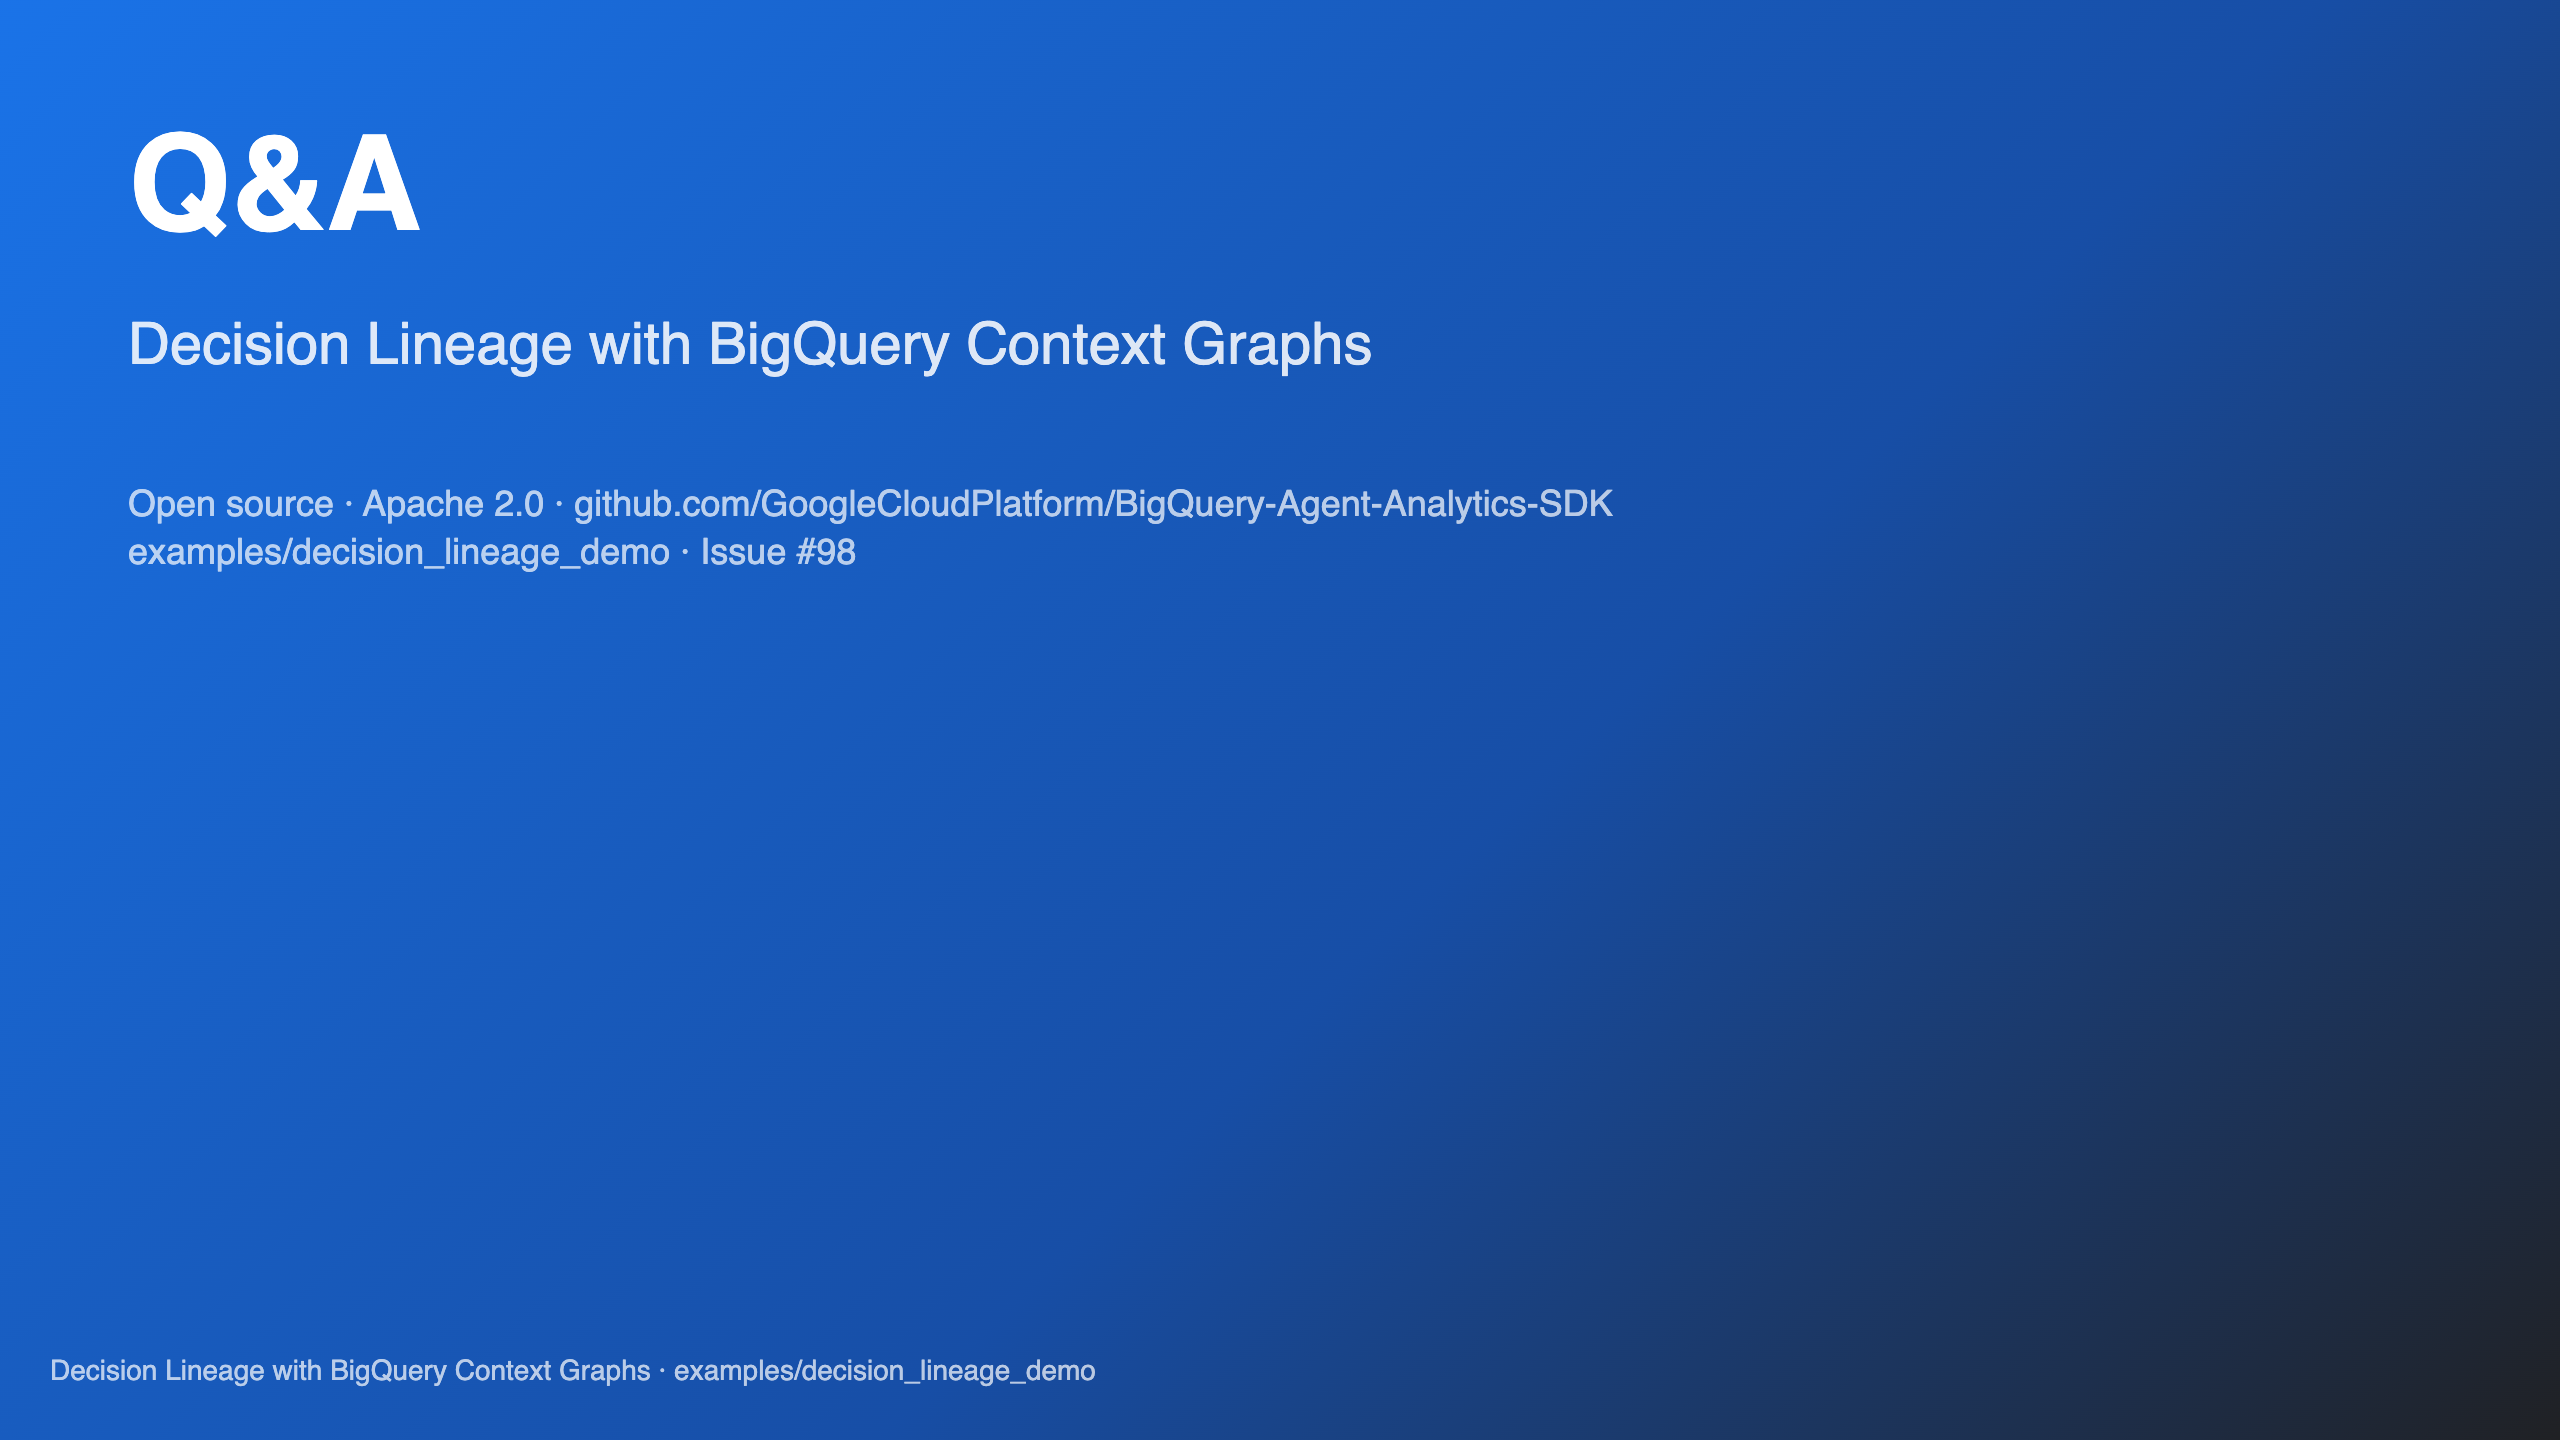 Q&A
Decision Lineage with BigQuery Context Graphs
Open source · Apache 2.0 · github.com/GoogleCloudPlatform/BigQuery-Agent-Analytics-SDK
examples/decision_lineage_demo · Issue #98
Decision Lineage with BigQuery Context Graphs · examples/decision_lineage_demo